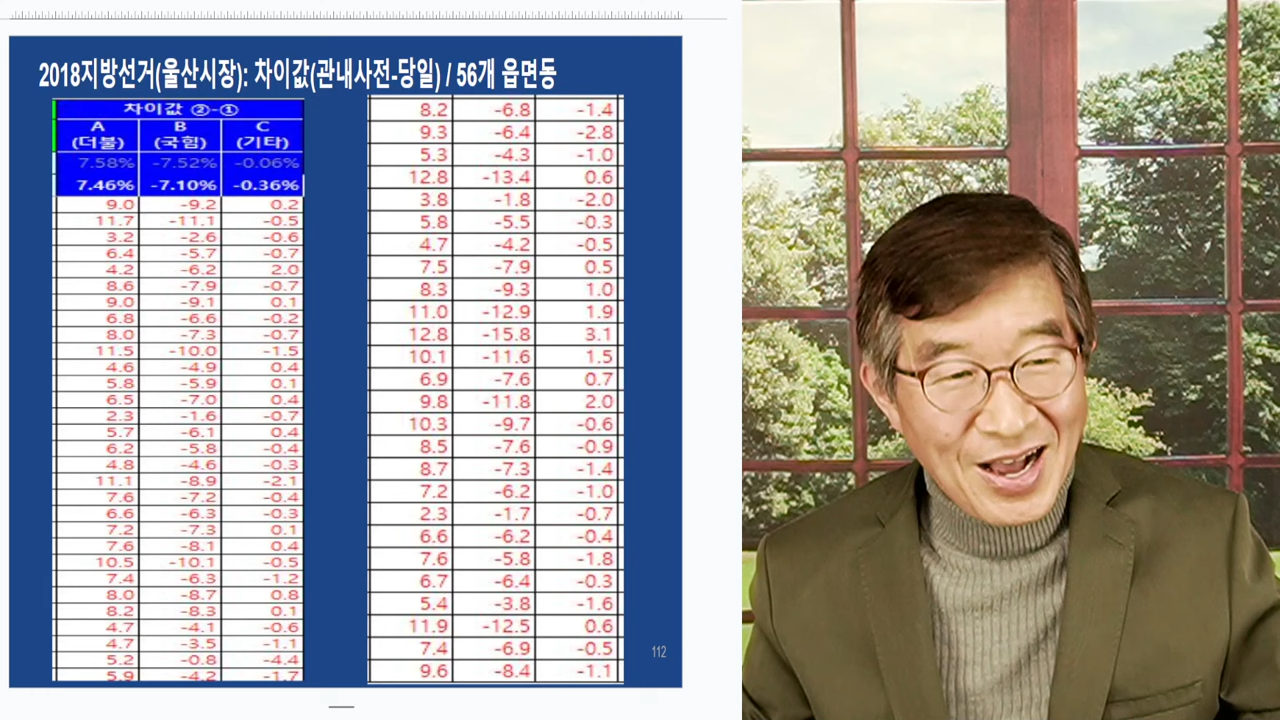 2018지방선거(울산시장): 차이값(관내사전-당일) / 56개 읍면동
차이값 ②-①
A B C
(더불) (국힘) (기타)
7.58% -7.52% -0.06%
7.46% -7.10% -0.36%
9.0 -9.2 0.2
11.7 -11.1 -0.5
3.2 -2.6 -0.6
6.4 -5.7 -0.7
4.2 -6.2 2.0
8.6 -7.9 -0.7
9.0 -9.1 0.1
6.8 -6.6 -0.2
8.0 -7.3 -0.7
11.5 -10.0 -1.5
4.6 -4.9 0.4
5.8 -5.9 0.1
6.5 -7.0 0.4
2.3 -1.6 -0.7
5.7 -6.1 0.4
6.2 -5.8 -0.4
4.8 -4.6 -0.3
11.1 -8.9 -2.1
7.6 -7.2 -0.4
6.6 -6.3 -0.3
7.2 -7.3 0.1
7.6 -8.1 0.4
10.5 -10.1 -0.5
7.4 -6.3 -1.2
8.0 -8.7 0.8
8.2 -8.3 0.1
4.7 -4.1 -0.6
4.7 -3.5 -1.1
5.2 -0.8 -4.4
5.9 -4.2 -1.7
8.2 -6.8 -1.4
9.3 -6.4 -2.8
5.3 -4.3 -1.0
12.8 -13.4 0.6
3.8 -1.8 -2.0
5.8 -5.5 -0.3
4.7 -4.2 -0.5
7.5 -7.9 0.5
8.3 -9.3 1.0
11.0 -12.9 1.9
12.8 -15.8 3.1
10.1 -11.6 1.5
6.9 -7.6 0.7
9.8 -11.8 2.0
10.3 -9.7 -0.6
8.5 -7.6 -0.9
8.7 -7.3 -1.4
7.2 -6.2 -1.0
2.3 -1.7 -0.7
6.6 -6.2 -0.4
7.6 -5.8 -1.8
6.7 -6.4 -0.3
5.4 -3.8 -1.6
11.9 -12.5 0.6
7.4 -6.9 -0.5
9.6 -8.4 -1.1
112